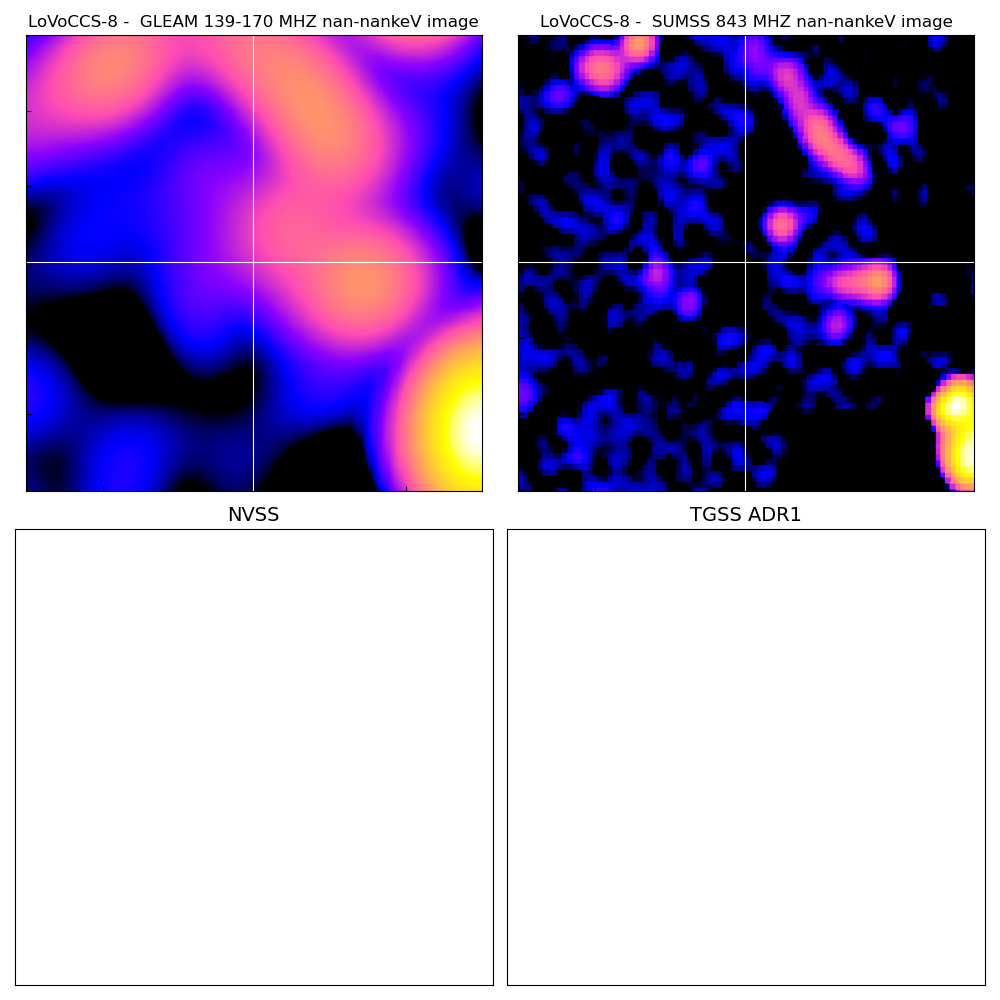 LoVoCCS-8 -  GLEAM 139-170 MHZ nan-nankeV image
LoVoCCS-8 -  SUMSS 843 MHZ nan-nankeV image
NVSS
TGSS ADR1